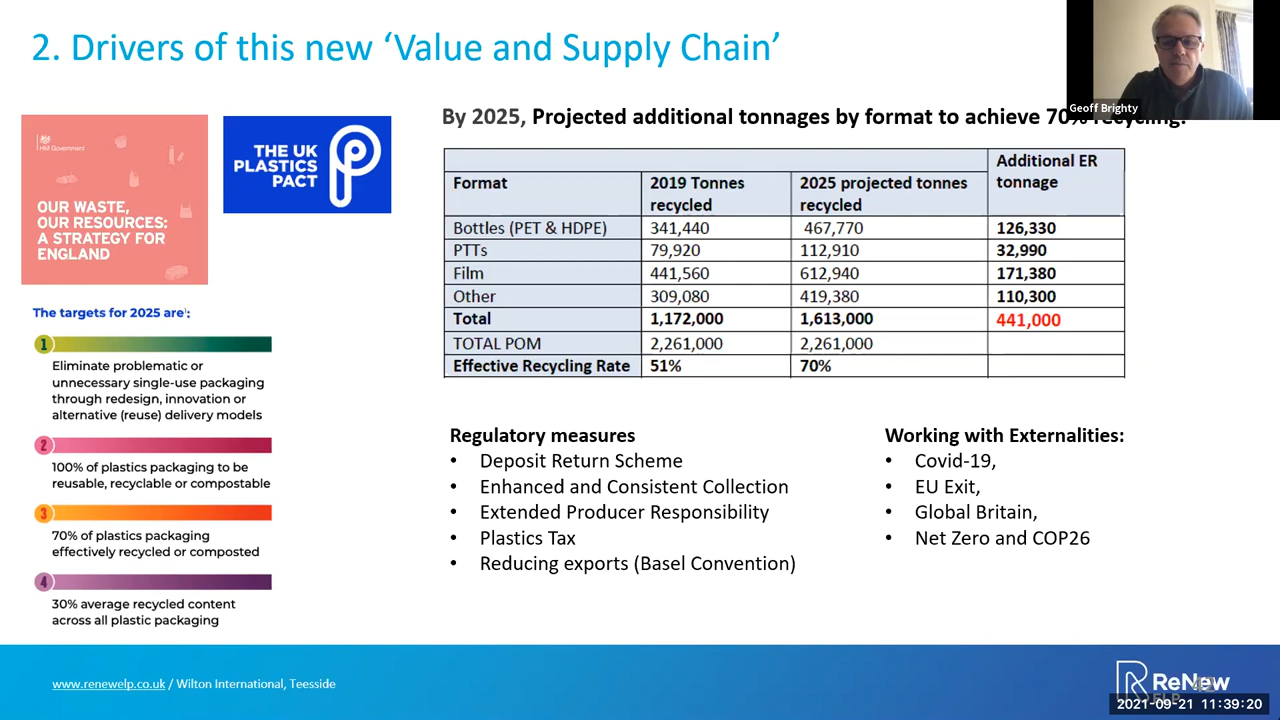 2. Drivers of this new ‘Value and Supply Chain’
Geoff Brighty
HM Government
OUR WASTE,
OUR RESOURCES:
A STRATEGY FOR
ENGLAND
THE UK
PLASTICS
PACT
The targets for 2025 are¹:
1
Eliminate problematic or
unnecessary single-use packaging
through redesign, innovation or
alternative (reuse) delivery models
2
100% of plastics packaging to be
reusable, recyclable or compostable
3
70% of plastics packaging
effectively recycled or composted
4
30% average recycled content
across all plastic packaging
By 2025, Projected additional tonnages by format to achieve 70% recycling.
Additional ER
tonnage
Format 2019 Tonnes 2025 projected tonnes
recycled recycled
Bottles (PET & HDPE) 341,440 467,770 126,330
PTTs 79,920 112,910 32,990
Film 441,560 612,940 171,380
Other 309,080 419,380 110,300
Total 1,172,000 1,613,000 441,000
TOTAL POM 2,261,000 2,261,000
Effective Recycling Rate 51% 70%
Regulatory measures
• Deposit Return Scheme
• Enhanced and Consistent Collection
• Extended Producer Responsibility
• Plastics Tax
• Reducing exports (Basel Convention)
Working with Externalities:
• Covid-19,
• EU Exit,
• Global Britain,
• Net Zero and COP26
www.renewelp.co.uk / Wilton International, Teesside
ReNew
42
2021-09-21 11:39:20